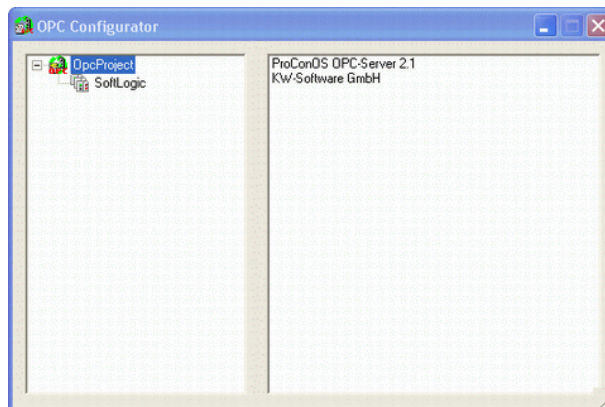 OPC Configurator
OpcProject
SoftLogic
ProConOS OPC-Server 2.1
KW-Software GmbH